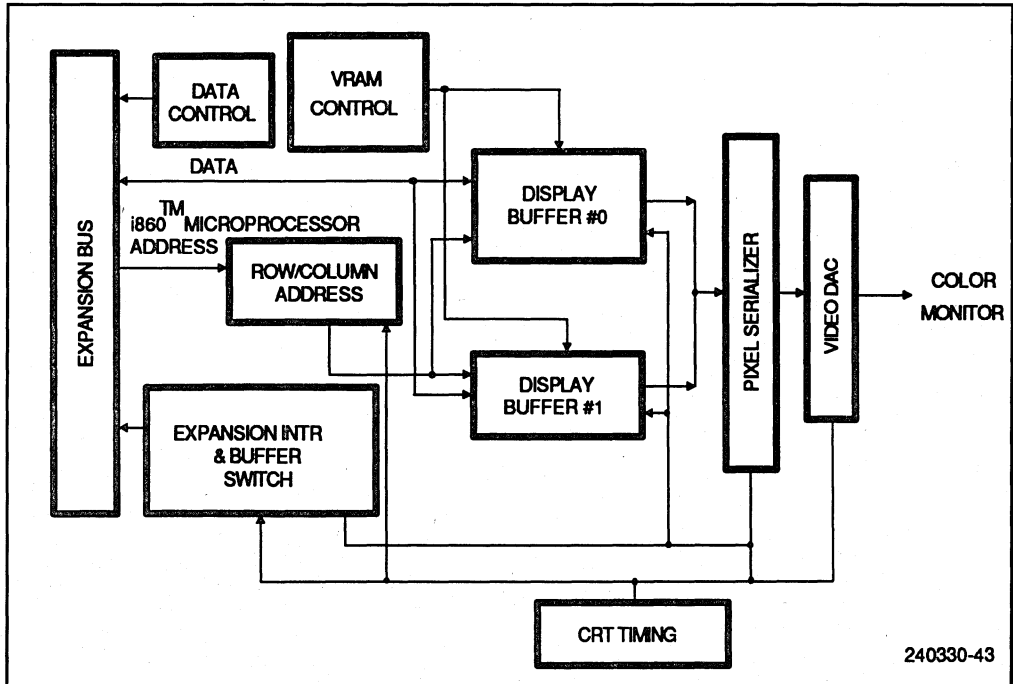 DATA
CONTROL
VRAM
CONTROL
DATA
i860™ MICROPROCESSOR
ADDRESS
EXPANSION BUS
ROW/COLUMN
ADDRESS
DISPLAY
BUFFER #0
DISPLAY
BUFFER #1
PIXEL SERIALIZER
VIDEO DAC
COLOR
MONITOR
EXPANSION INTR
& BUFFER
SWITCH
CRT TIMING
240330-43